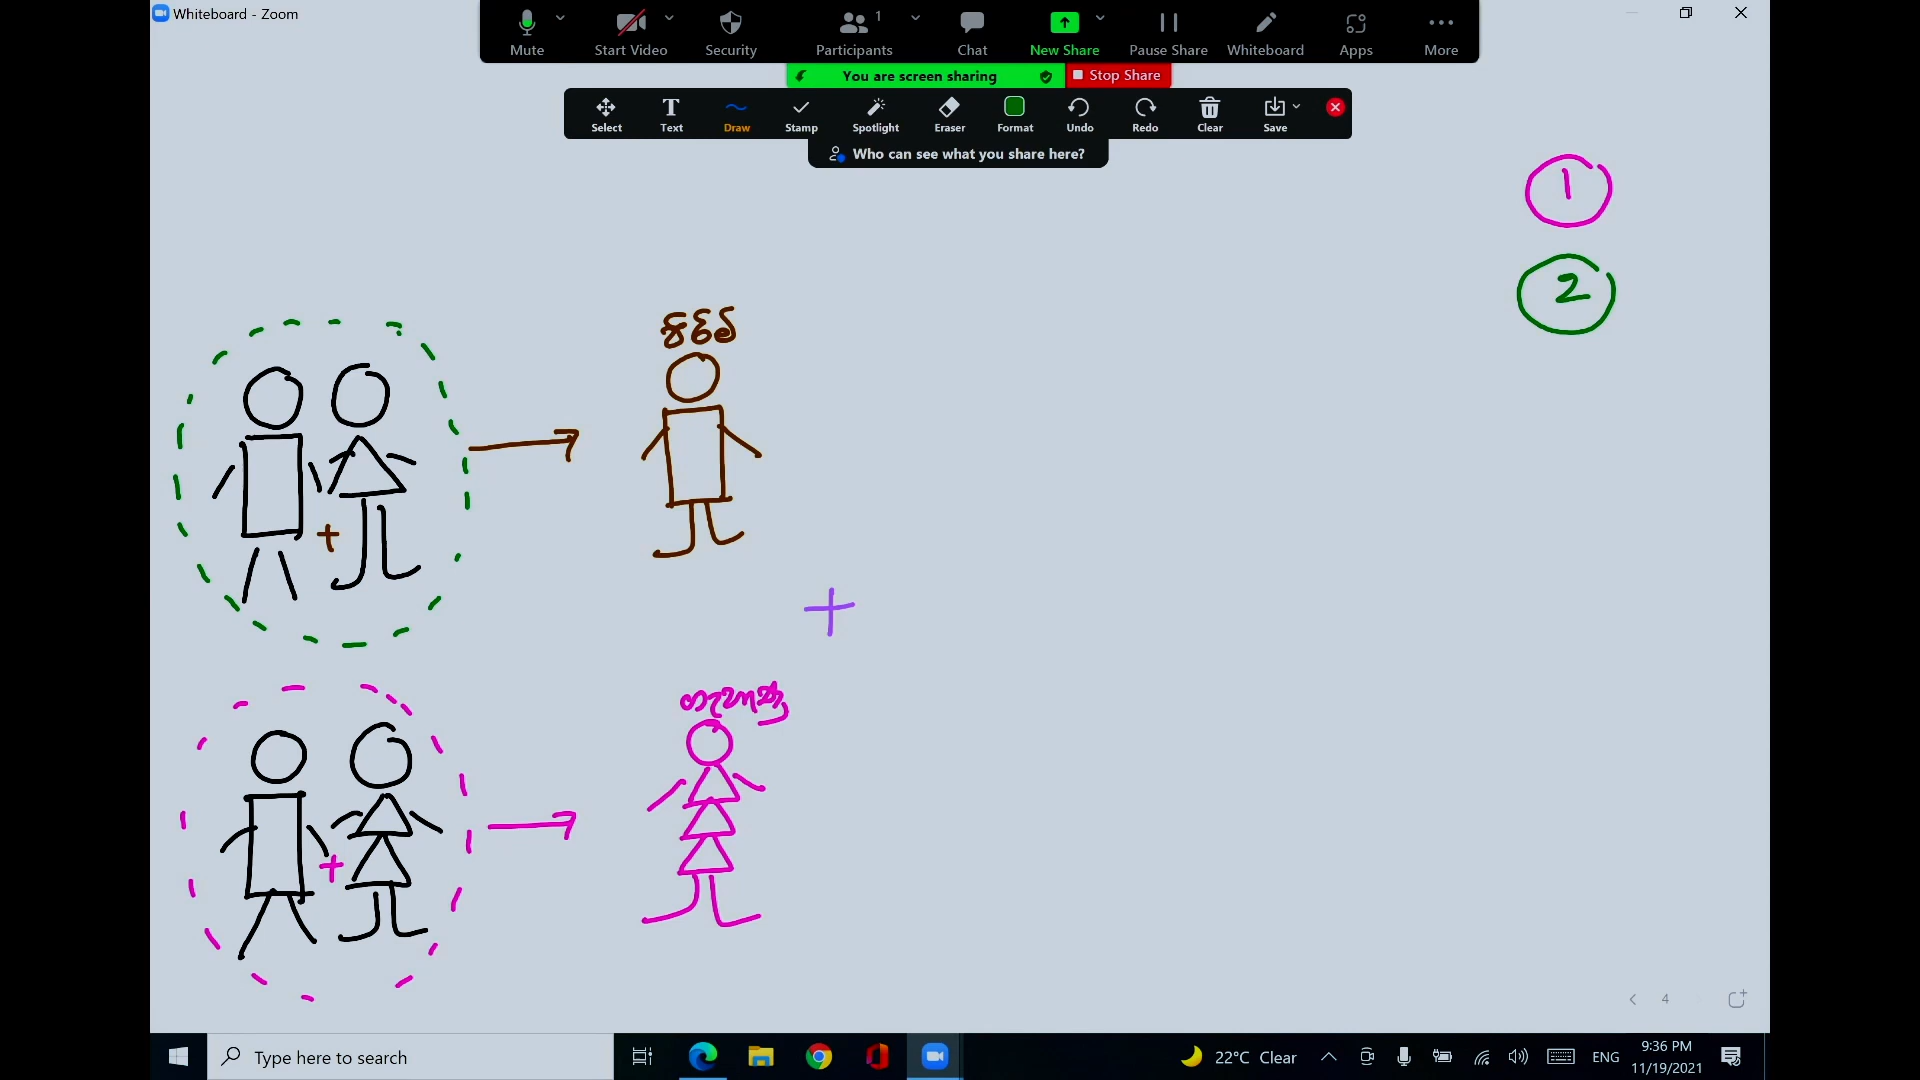 Whiteboard - Zoom
Mute
Start Video
Security
1
Participants
Chat
New Share
Pause Share
Whiteboard
Apps
More
You are screen sharing
Stop Share
Select
Text
Draw
Stamp
Spotlight
Eraser
Format
Undo
Redo
Clear
Save
Who can see what you share here?
1
2
4
Type here to search
22°C Clear
ENG
9:36 PM
11/19/2021